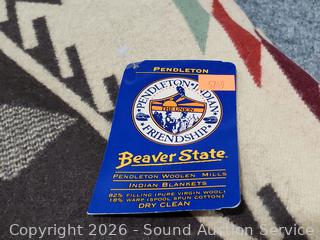 PENDLETON
PENDLETON INDIAN
THE UNION
FRIENDSHIP
Beaver State
PENDLETON WOOLEN MILLS
INDIAN BLANKETS
82% FILLING (PURE VIRGIN WOOL)
18% WARP (SPOOL SPUN COTTON)
DRY CLEAN
Copyright 2026 - Sound Auction Service